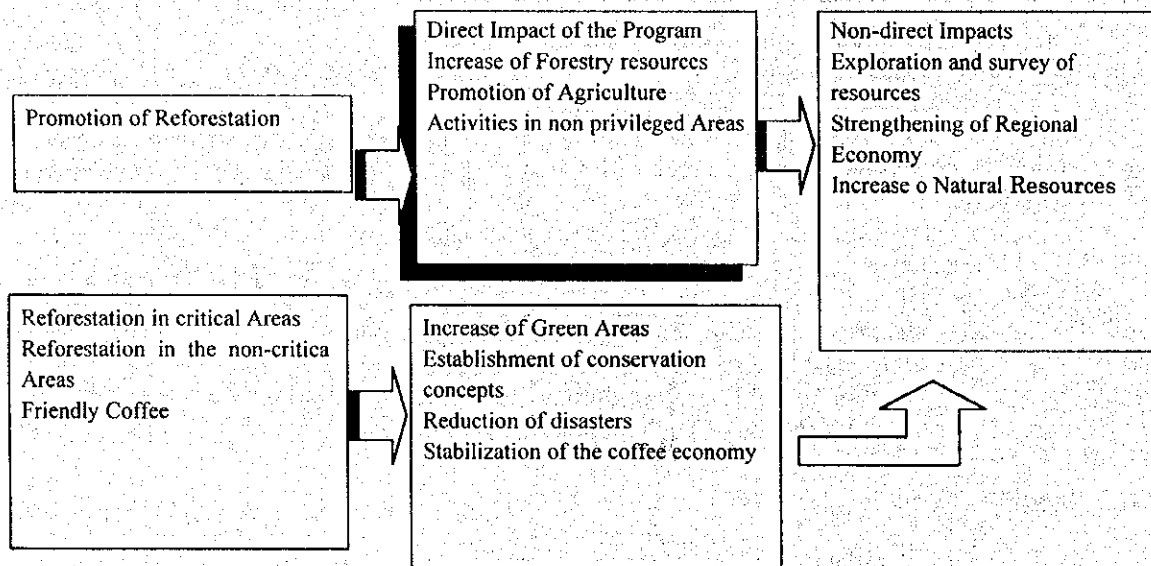 Promotion of Reforestation
Direct Impact of the Program
Increase of Forestry resources
Promotion of Agriculture
Activities in non privileged Areas
Non-direct Impacts
Exploration and survey of
resources
Strengthening of Regional
Economy
Increase o Natural Resources
Reforestation in critical Areas
Reforestation in the non-critica
Areas
Friendly Coffee
Increase of Green Areas
Establishment of conservation
concepts
Reduction of disasters
Stabilization of the coffee economy